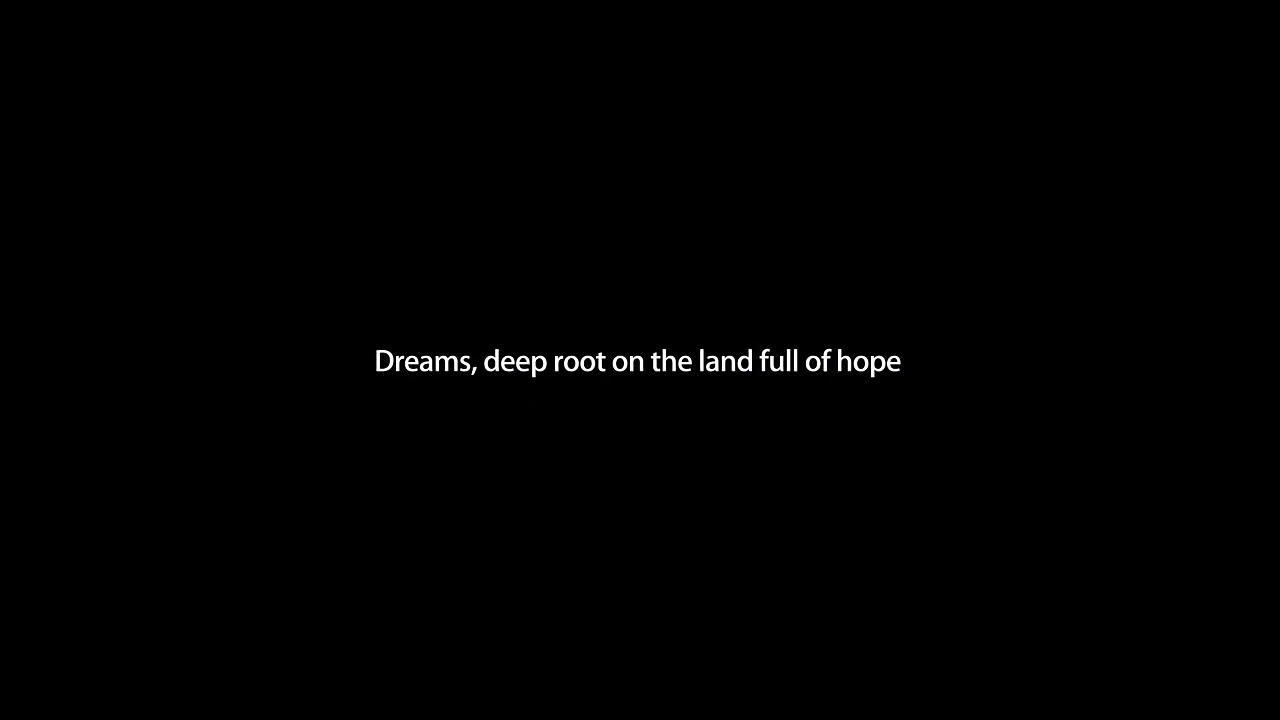 Dreams, deep root on the land full of hope